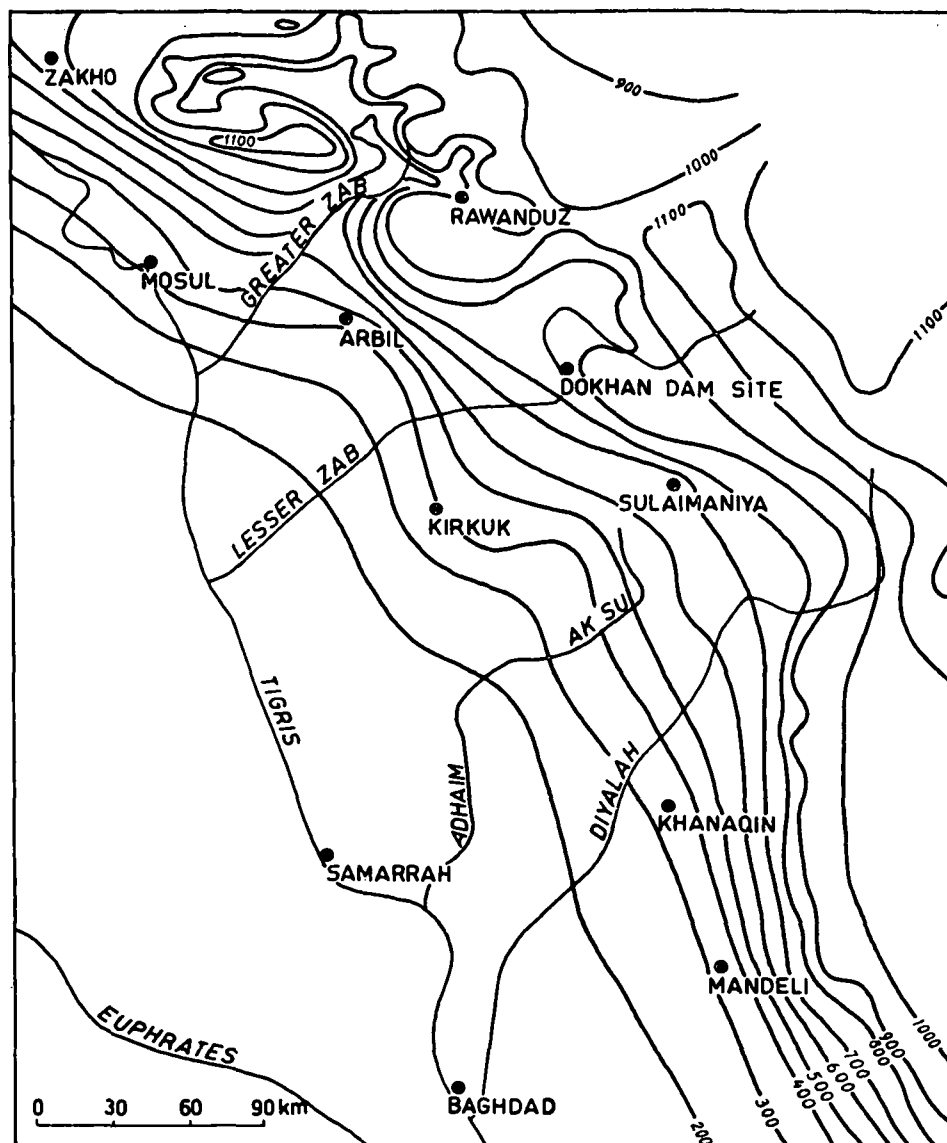 ZAKHO
900
1100
1000
GREATER ZAB
RAWANDUZ
1100
MOSUL
ARBIL
1100
DOKHAN DAM SITE
LESSER ZAB
SULAIMANIYA
KIRKUK
AK SU
TIGRIS
ADHAIM
DIYALAH
KHANAQIN
SAMARRAH
MANDELI
EUPHRATES
1000
900
800
700
600
500
400
300
200
BAGHDAD
0 30 60 90 km